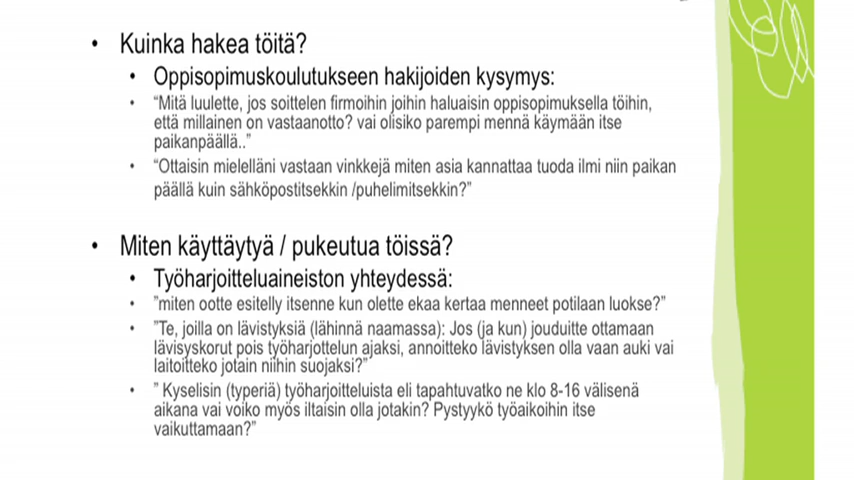 • Kuinka hakea töitä?
• Oppisopimuskoulutukseen hakijoiden kysymys:
• “Mitä luulette, jos soittelen firmoihin joihin haluaisin oppisopimuksella töihin,
että millainen on vastaanotto? vai olisiko parempi mennä käymään itse
paikanpäällä..”
• “Ottaisin mielelläni vastaan vinkkejä miten asia kannattaa tuoda ilmi niin paikan
päällä kuin sähköpostitsekkin /puhelimitsekkin?”
• Miten käyttäytyä / pukeutua töissä?
• Työharjoitteluaineiston yhteydessä:
• ”miten ootte esitelly itsenne kun olette ekaa kertaa menneet potilaan luokse?”
• ”Te, joilla on lävistyksiä (lähinnä naamassa): Jos (ja kun) jouduitte ottamaan
lävisyskorut pois työharjottelun ajaksi, annoitteko lävistyksen olla vaan auki vai
laitoitteko jotain niihin suojaksi?”
• ” Kyselisin (typeriä) työharjoitteluista eli tapahtuvatko ne klo 8-16 välisenä
aikana vai voiko myös iltaisin olla jotakin? Pystyykö työaikoihin itse
vaikuttamaan?”